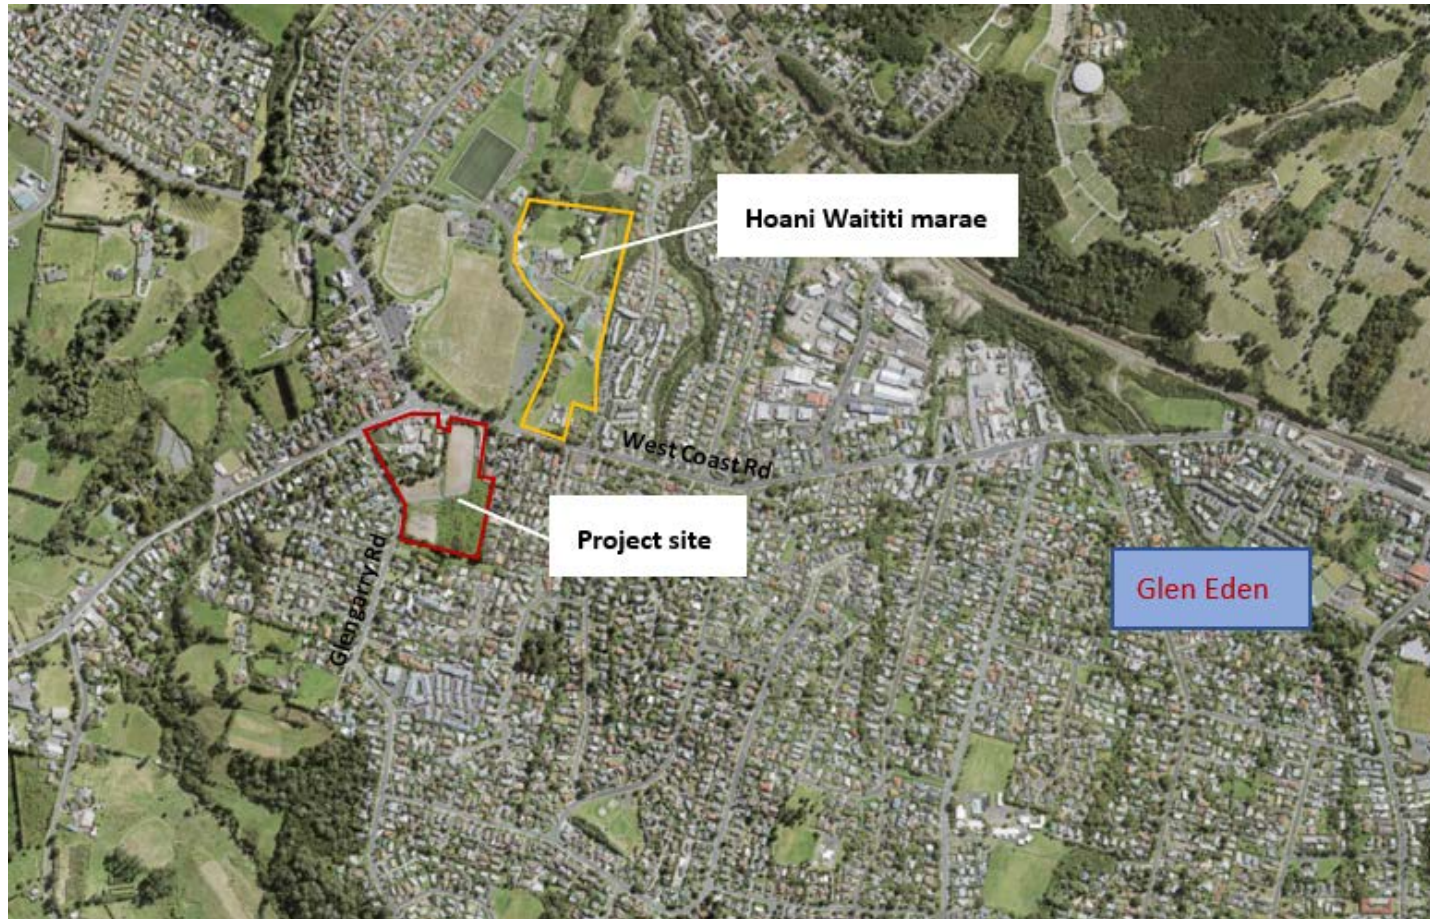 Hoani Waititi marae
West Coast Rd
Project site
Glengarry Rd
Glen Eden